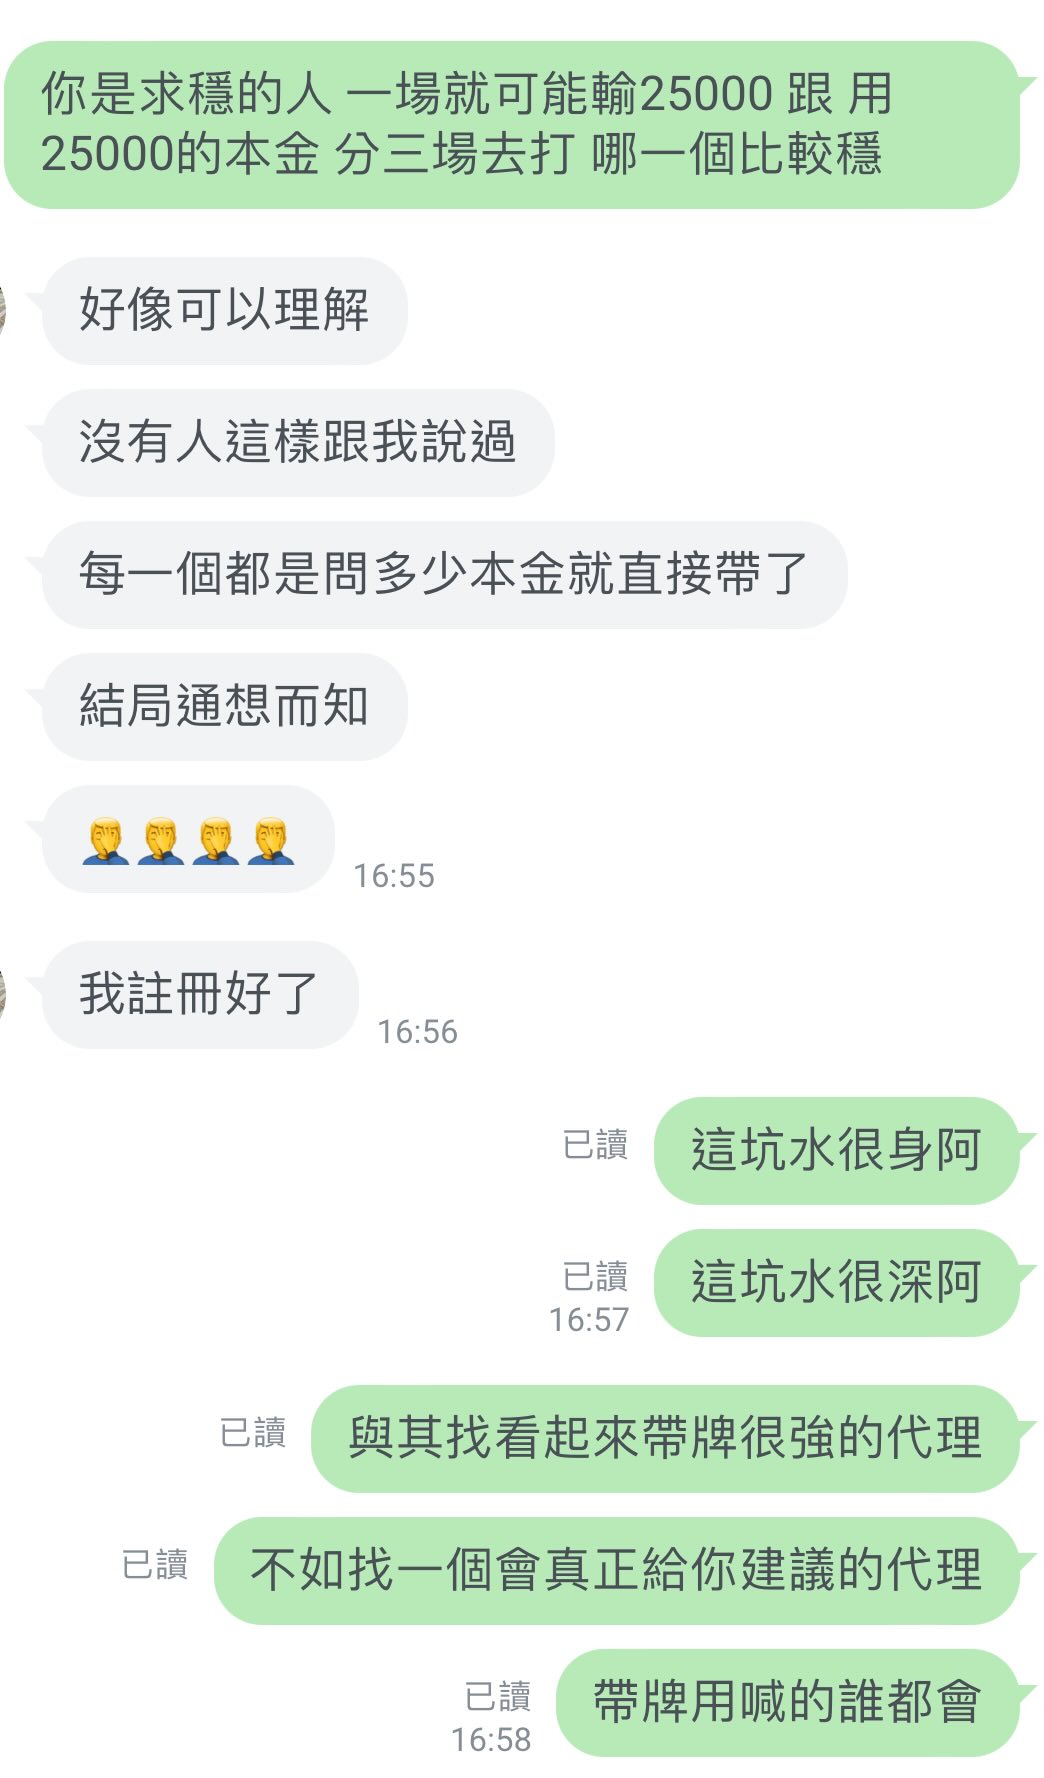 你是求穩的人 一場就可能輸25000 跟 用
25000的本金 分三場去打 哪一個比較穩
好像可以理解
沒有人這樣跟我說過
每一個都是問多少本金就直接帶了
結局通想而知
🤦‍♂️🤦‍♂️🤦‍♂️🤦‍♂️
16:55
我註冊好了
16:56
已讀
這坑水很身阿
已讀
16:57
這坑水很深阿
已讀
與其找看起來帶牌很強的代理
已讀
不如找一個會真正給你建議的代理
已讀
16:58
帶牌用喊的誰都會